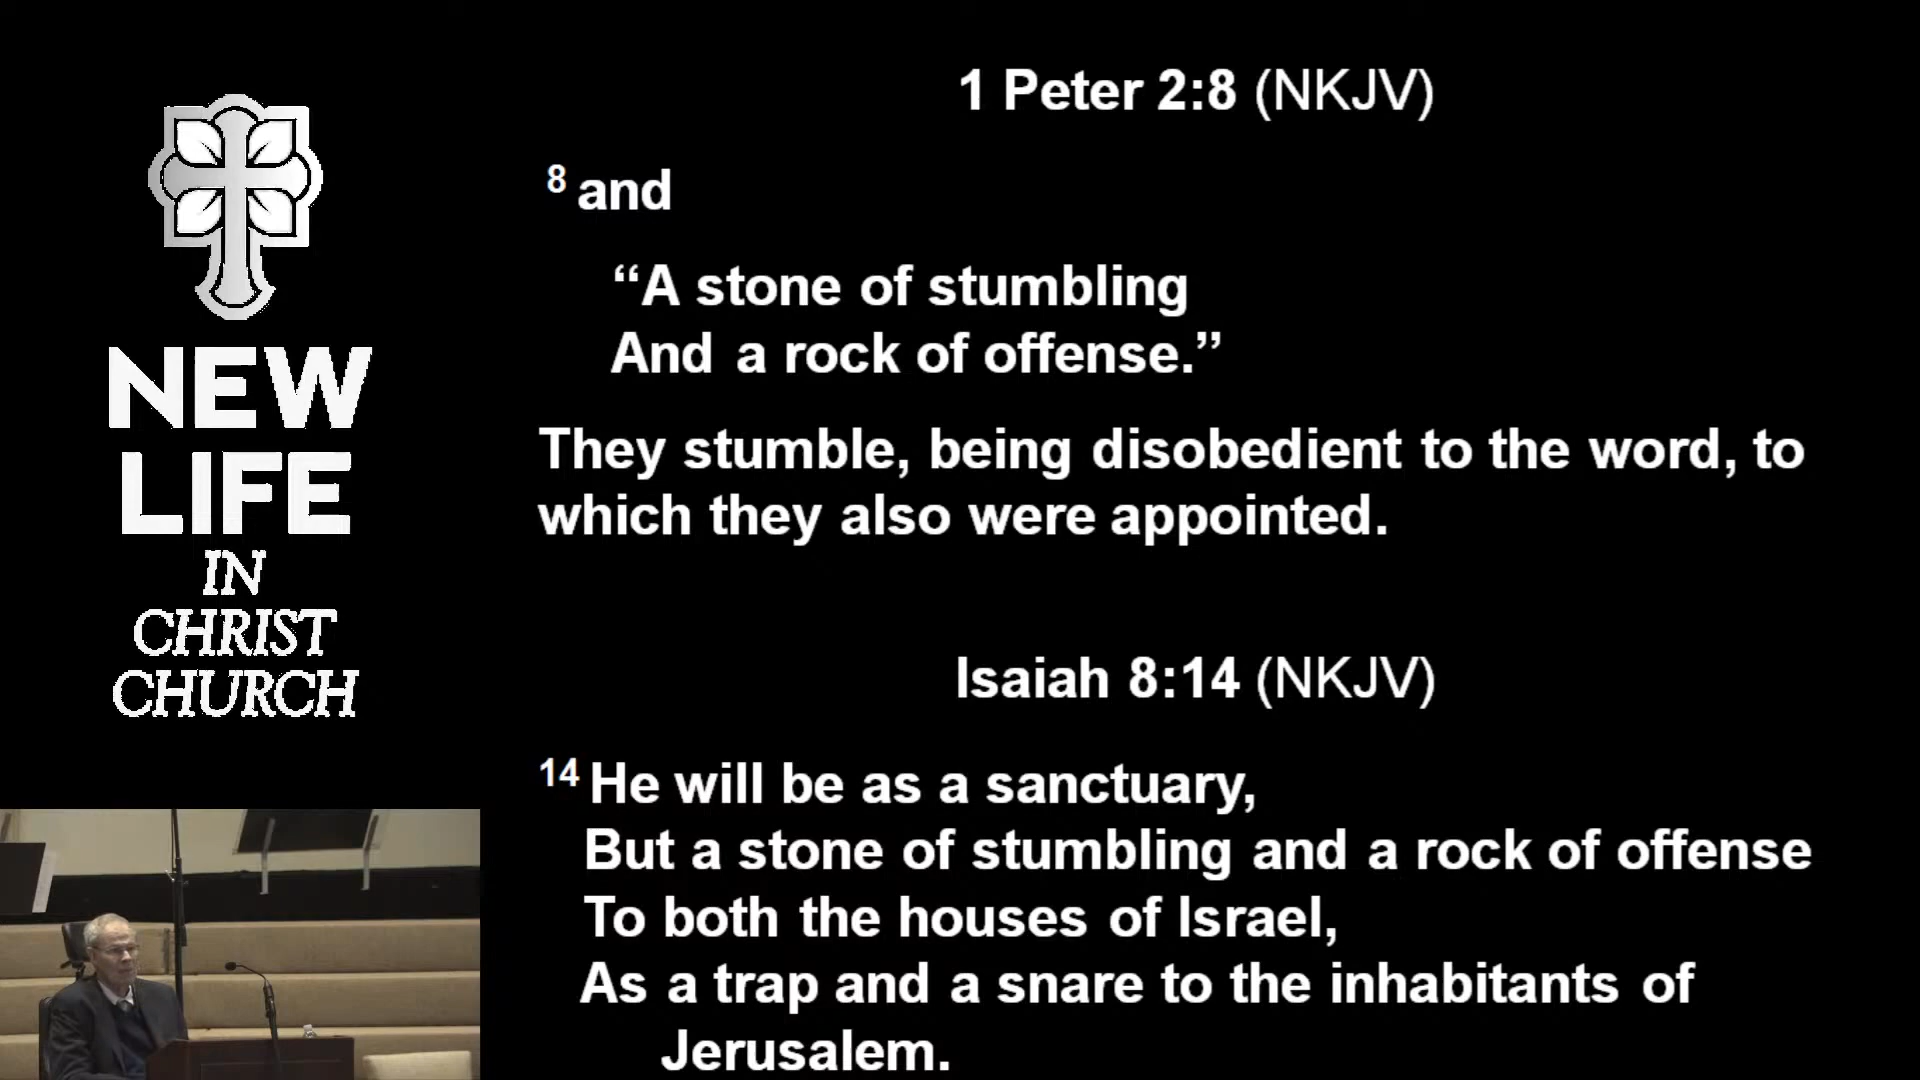 NEW
LIFE
IN
CHRIST
CHURCH
1 Peter 2:8 (NKJV)
8 and
“A stone of stumbling
And a rock of offense.”
They stumble, being disobedient to the word, to
which they also were appointed.
Isaiah 8:14 (NKJV)
14 He will be as a sanctuary,
But a stone of stumbling and a rock of offense
To both the houses of Israel,
As a trap and a snare to the inhabitants of
Jerusalem.